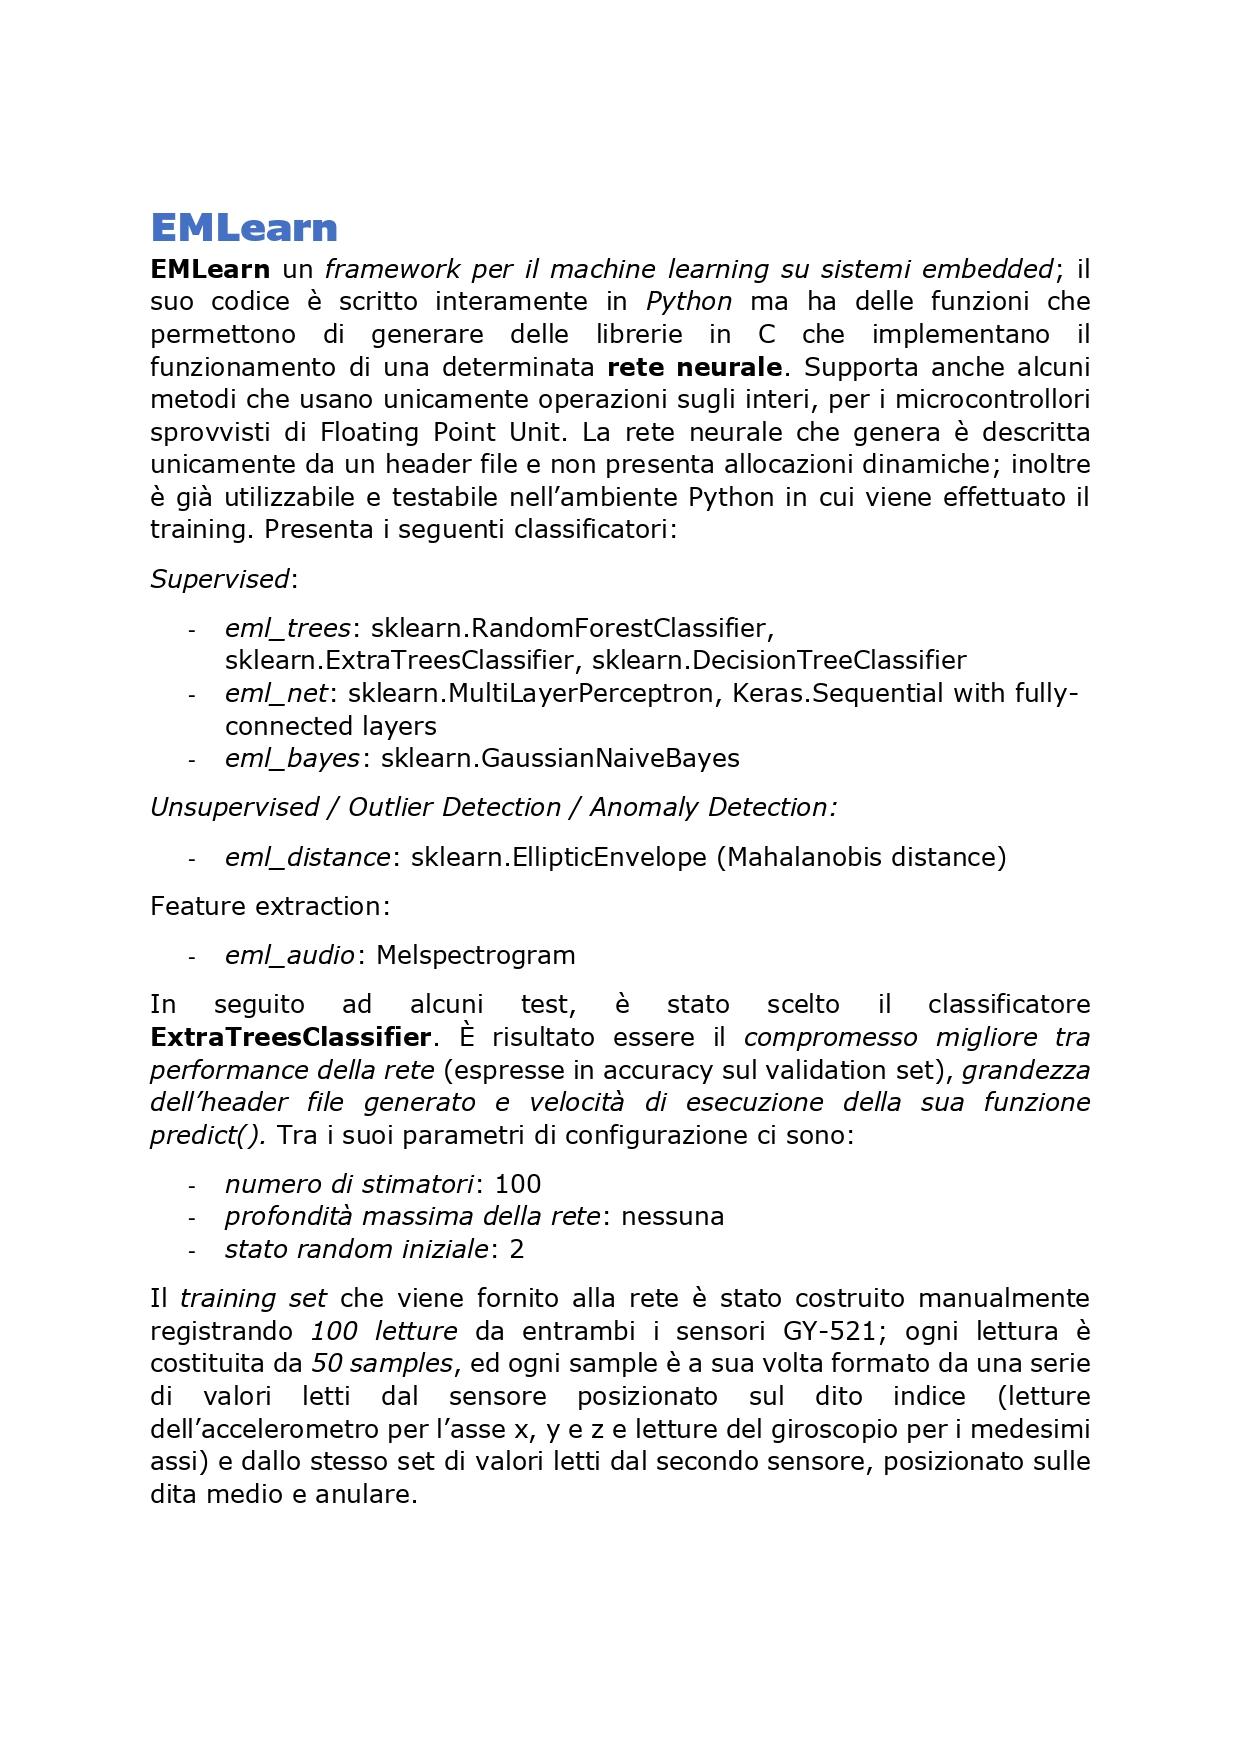 EMLearn
EMLearn un framework per il machine learning su sistemi embedded; il
suo codice è scritto interamente in Python ma ha delle funzioni che
permettono di generare delle librerie in C che implementano il
funzionamento di una determinata rete neurale. Supporta anche alcuni
metodi che usano unicamente operazioni sugli interi, per i microcontrollori
sprovvisti di Floating Point Unit. La rete neurale che genera è descritta
unicamente da un header file e non presenta allocazioni dinamiche; inoltre
è già utilizzabile e testabile nell’ambiente Python in cui viene effettuato il
training. Presenta i seguenti classificatori:
Supervised:
- eml_trees: sklearn.RandomForestClassifier,
sklearn.ExtraTreesClassifier, sklearn.DecisionTreeClassifier
- eml_net: sklearn.MultiLayerPerceptron, Keras.Sequential with fully-
connected layers
- eml_bayes: sklearn.GaussianNaiveBayes
Unsupervised / Outlier Detection / Anomaly Detection:
- eml_distance: sklearn.EllipticEnvelope (Mahalanobis distance)
Feature extraction:
- eml_audio: Melspectrogram
In seguito ad alcuni test, è stato scelto il classificatore
ExtraTreesClassifier. È risultato essere il compromesso migliore tra
performance della rete (espresse in accuracy sul validation set), grandezza
dell’header file generato e velocità di esecuzione della sua funzione
predict(). Tra i suoi parametri di configurazione ci sono:
- numero di stimatori: 100
- profondità massima della rete: nessuna
- stato random iniziale: 2
Il training set che viene fornito alla rete è stato costruito manualmente
registrando 100 letture da entrambi i sensori GY-521; ogni lettura è
costituita da 50 samples, ed ogni sample è a sua volta formato da una serie
di valori letti dal sensore posizionato sul dito indice (letture
dell’accelerometro per l’asse x, y e z e letture del giroscopio per i medesimi
assi) e dallo stesso set di valori letti dal secondo sensore, posizionato sulle
dita medio e anulare.